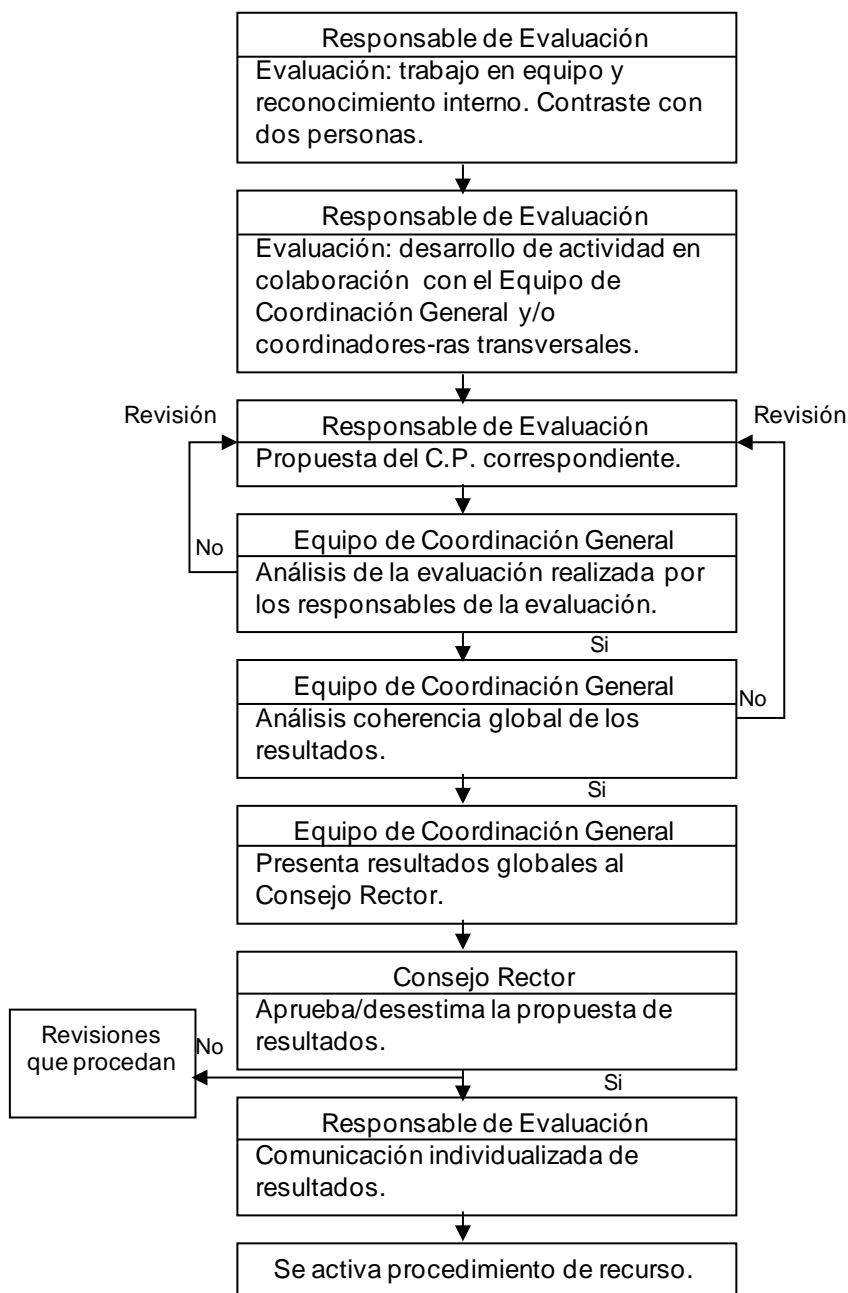 Responsable de Evaluación
Evaluación: trabajo en equipo y
reconocimiento interno. Contraste con
dos personas.
Responsable de Evaluación
Evaluación: desarrollo de actividad en
colaboración con el Equipo de
Coordinación General y/o
coordinadores-ras transversales.
Revisión
Responsable de Evaluación
Revisión
Propuesta del C.P. correspondiente.
Equipo de Coordinación General
No
Análisis de la evaluación realizada por
los responsables de la evaluación.
Si
Equipo de Coordinación General
No
Análisis coherencia global de los
resultados.
Si
Equipo de Coordinación General
Presenta resultados globales al
Consejo Rector.
Consejo Rector
Aprueba/desestima la propuesta de
resultados.
Revisiones
que procedan
No
Si
Responsable de Evaluación
Comunicación individualizada de
resultados.
Se activa procedimiento de recurso.